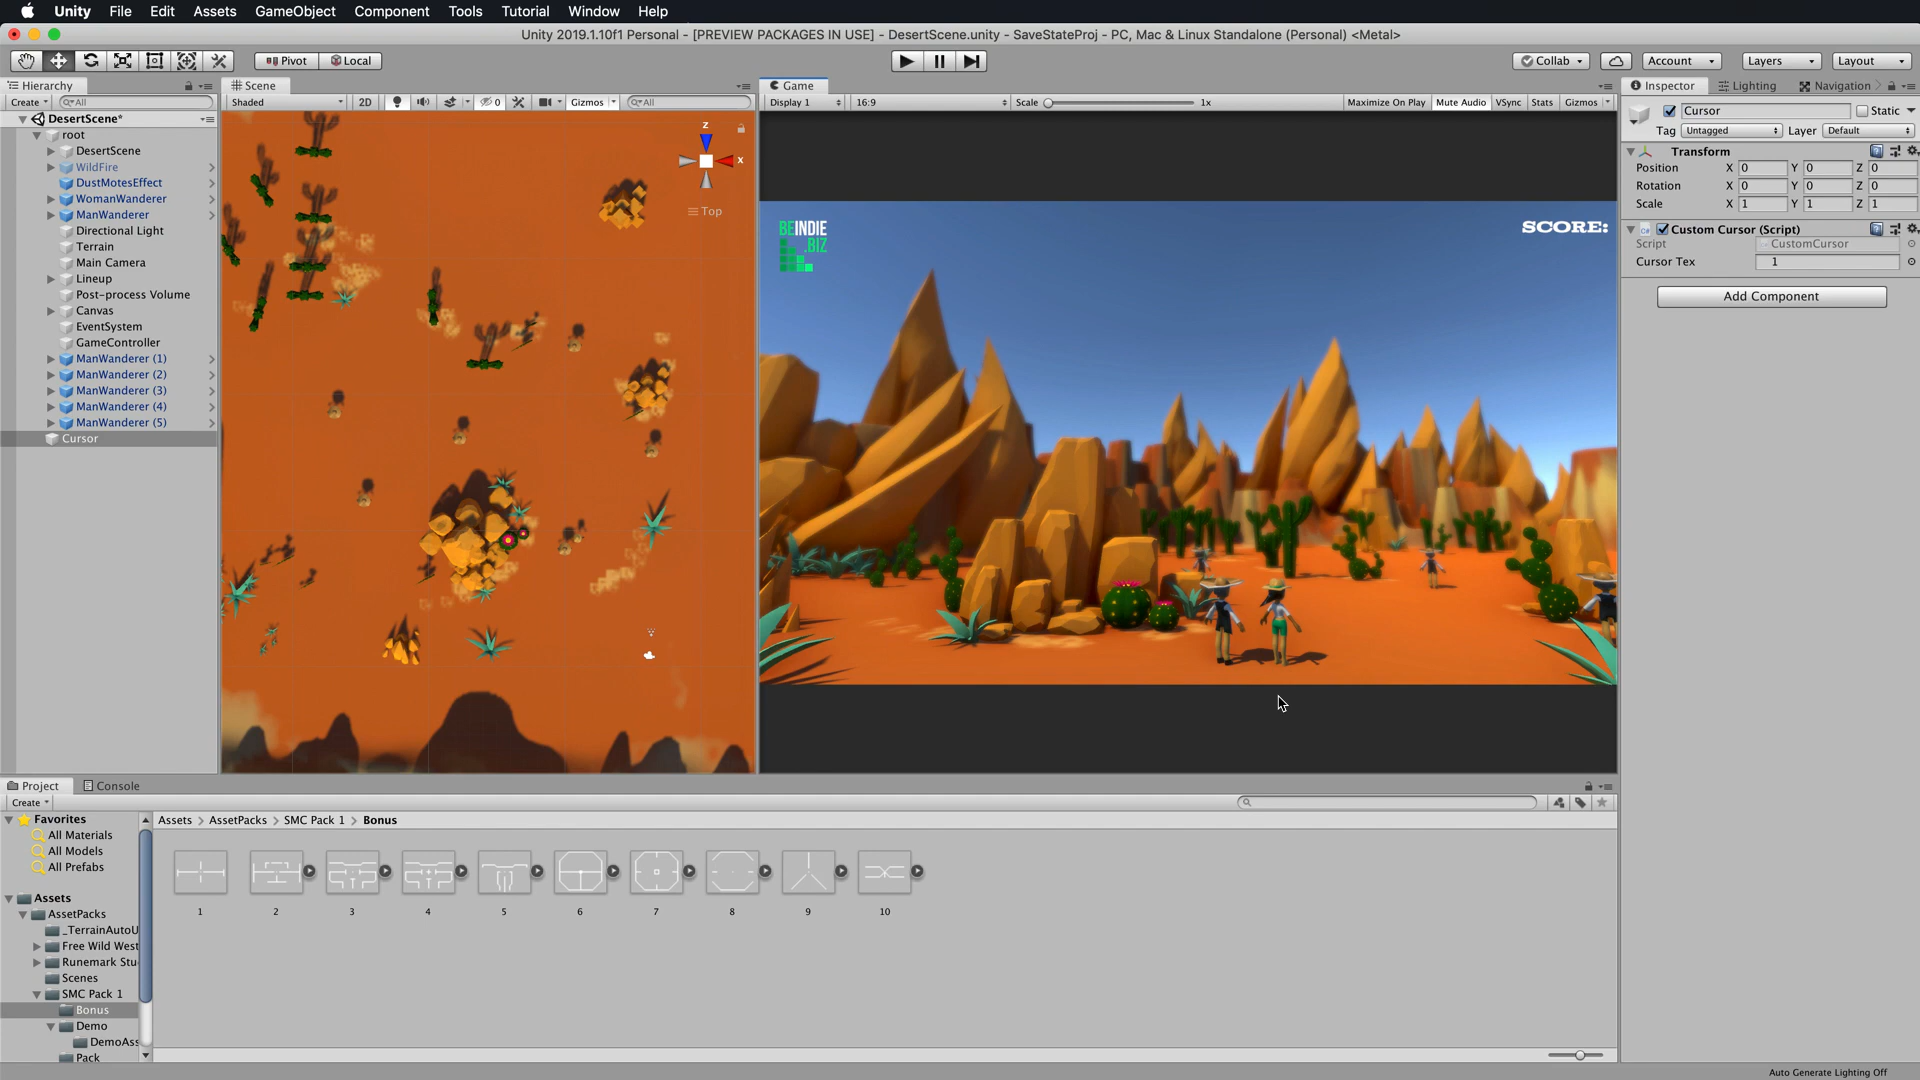 Unity File Edit Assets GameObject Component Tools Tutorial Window Help
Unity 2019.1.10f1 Personal - [PREVIEW PACKAGES IN USE] - DesertScene.unity - SaveStateProj - PC, Mac & Linux Standalone (Personal) <Metal>
Pivot Local Collab Account Layers Layout
Hierarchy
Create All
DesertScene*
root
DesertScene
WildFire
DustMotesEffect
WomanWanderer
ManWanderer
Directional Light
Terrain
Main Camera
Lineup
Post-process Volume
Canvas
EventSystem
GameController
ManWanderer (1)
ManWanderer (2)
ManWanderer (3)
ManWanderer (4)
ManWanderer (5)
Cursor
Scene
Shaded 2D 0 Gizmos All
z
x
Top
Game
Display 1 16:9 Scale 1x Maximize On Play Mute Audio VSync Stats Gizmos
BEINDIE
.BIZ
SCORE:
Inspector Lighting Navigation
Cursor Static
Tag Untagged Layer Default
Transform
Position X 0 Y 0 Z 0
Rotation X 0 Y 0 Z 0
Scale X 1 Y 1 Z 1
Custom Cursor (Script)
Script CustomCursor
Cursor Tex 1
Add Component
Project Console
Create
Favorites
All Materials
All Models
All Prefabs
Assets
AssetPacks
_TerrainAutoU
Free Wild West
Runemark Stu
Scenes
SMC Pack 1
Bonus
Demo
DemoAss
Pack
Assets > AssetPacks > SMC Pack 1 > Bonus
1 2 3 4 5 6 7 8 9 10
Auto Generate Lighting Off